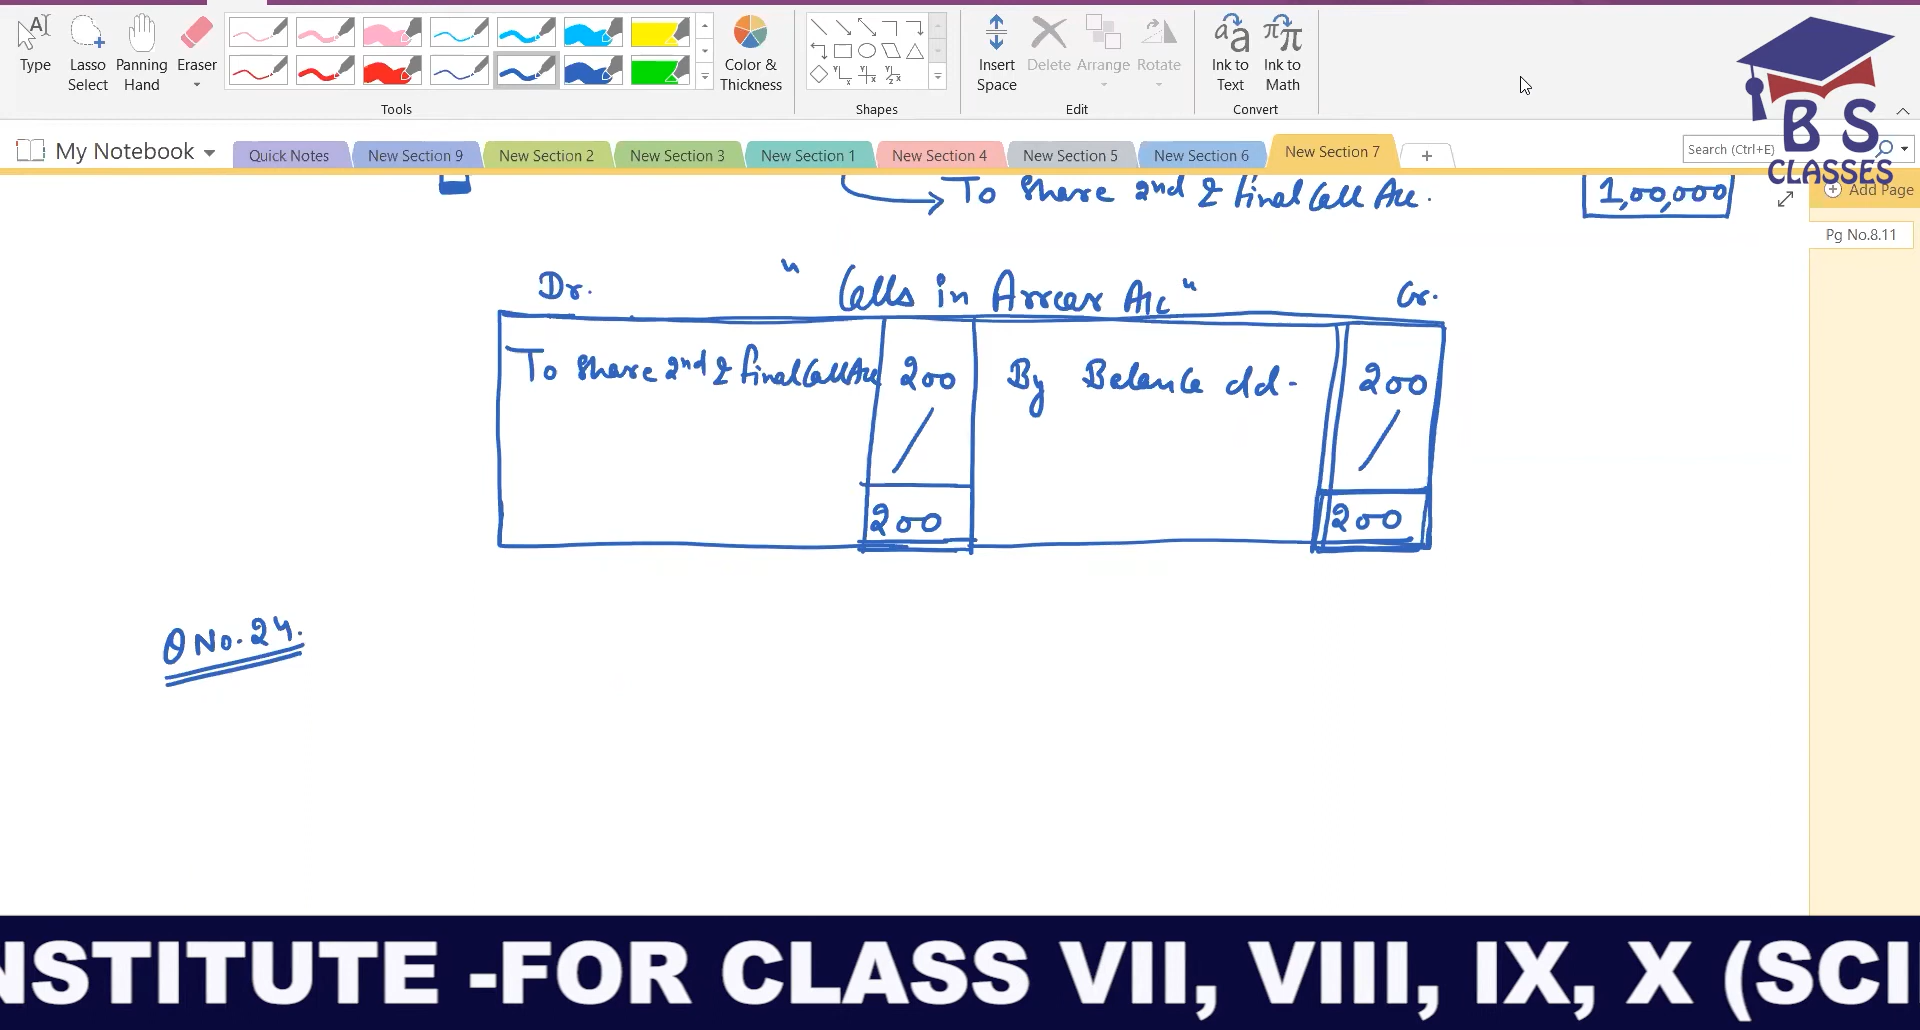 Type
Lasso Select
Panning Hand
Eraser
Color & Thickness
Insert Space
Delete
Arrange
Rotate
Ink to Text
Ink to Math
Tools
Shapes
Edit
Convert
B S
CLASSES
My Notebook
Quick Notes
New Section 9
New Section 2
New Section 3
New Section 1
New Section 4
New Section 5
New Section 6
New Section 7
Search (Ctrl+E)
Add Page
Pg No.8.11
To Share 2nd & final Call A/c. 1,00,000
Dr. "Calls in Arrear A/c" Cr.
To Share 2nd & final Call A/c 200 By Balance c/d- 200
200 200
Q No. 24.
NSTITUTE -FOR CLASS VII, VIII, IX, X (SCI